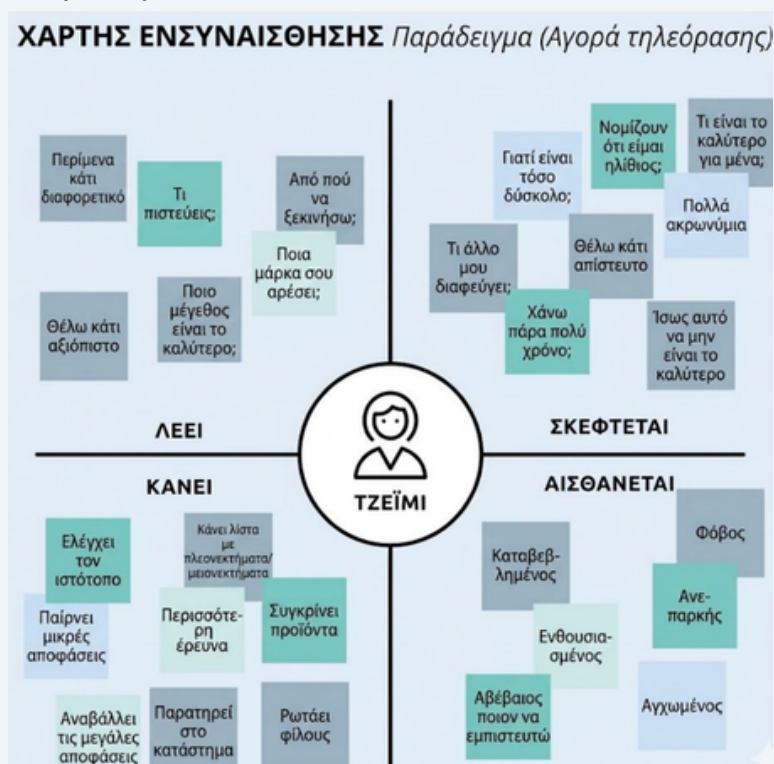 ΧΑΡΤΗΣ ΕΝΣΥΝΑΙΣΘΗΣΗΣ Παράδειγμα (Αγορά τηλεόρασης)
Περίμενα
κάτι
διαφορετικό
Τι
πιστεύεις;
Από πού
να
ξεκινήσω;
Ποια
μάρκα σου
αρέσει;
Θέλω κάτι
αξιόπιστο
Ποιο
μέγεθος
είναι το
καλύτερο;
ΛΕΕΙ
Γιατί είναι
τόσο
δύσκολο;
Νομίζουν
ότι είμαι
ηλίθιος;
Τι είναι το
καλύτερο
για μένα;
Πολλά
ακρωνύμια
Τι άλλο
μου
διαφεύγει;
Θέλω κάτι
απίστευτο
Χάνω
πάρα πολύ
χρόνο;
Ίσως αυτό
να μην
είναι το
καλύτερο
ΣΚΕΦΤΕΤΑΙ
ΤΖΕΪΜΙ
ΚΑΝΕΙ
Ελέγχει
τον
ιστότοπο
Κάνει λίστα
με
πλεονεκτήματα/
μειονεκτήματα
Παίρνει
μικρές
αποφάσεις
Περισσότε-
ρη
έρευνα
Συγκρίνει
προϊόντα
Αναβάλλει
τις μεγάλες
αποφάσεις
Παρατηρεί
στο
κατάστημα
Ρωτάει
φίλους
ΑΙΣΘΑΝΕΤΑΙ
Καταβεβ-
λημένος
Φόβος
Ανε-
παρκής
Ενθουσια-
σμένος
Αβέβαιος
ποιον να
εμπιστευτώ
Αγχωμένος